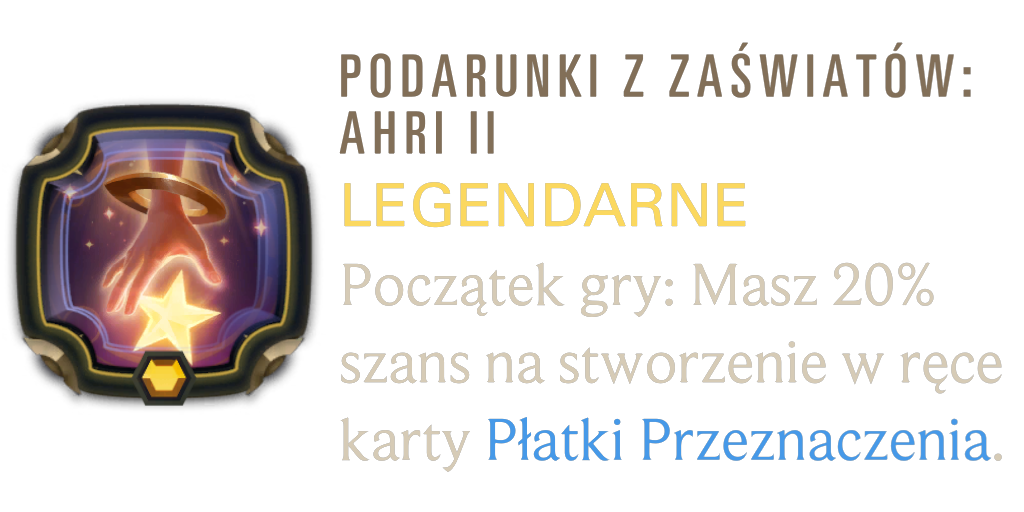 PODARUNKI Z ZAŚWIATÓW:
AHRI II
LEGENDARNE
Początek gry: Masz 20%
szans na stworzenie w ręce
karty Płatki Przeznaczenia.